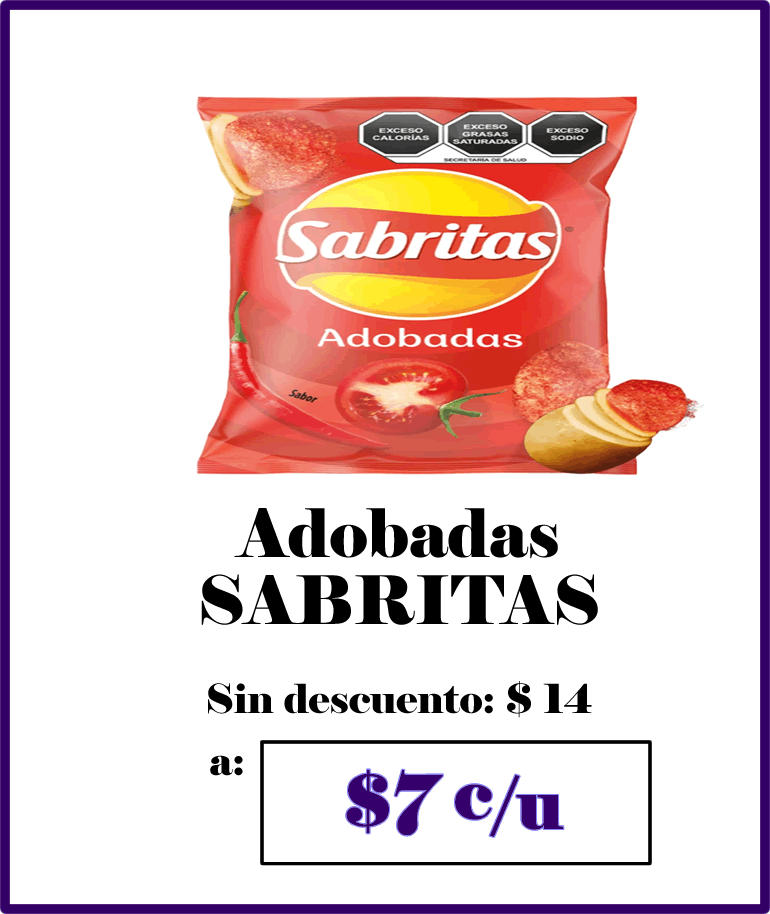 EXCESO
CALORÍAS
EXCESO
GRASAS
SATURADAS
EXCESO
SODIO
SECRETARÍA DE SALUD
Sabritas®
Adobadas
Sabor
Adobadas
SABRITAS
Sin descuento: $ 14
a:
$7 c/u